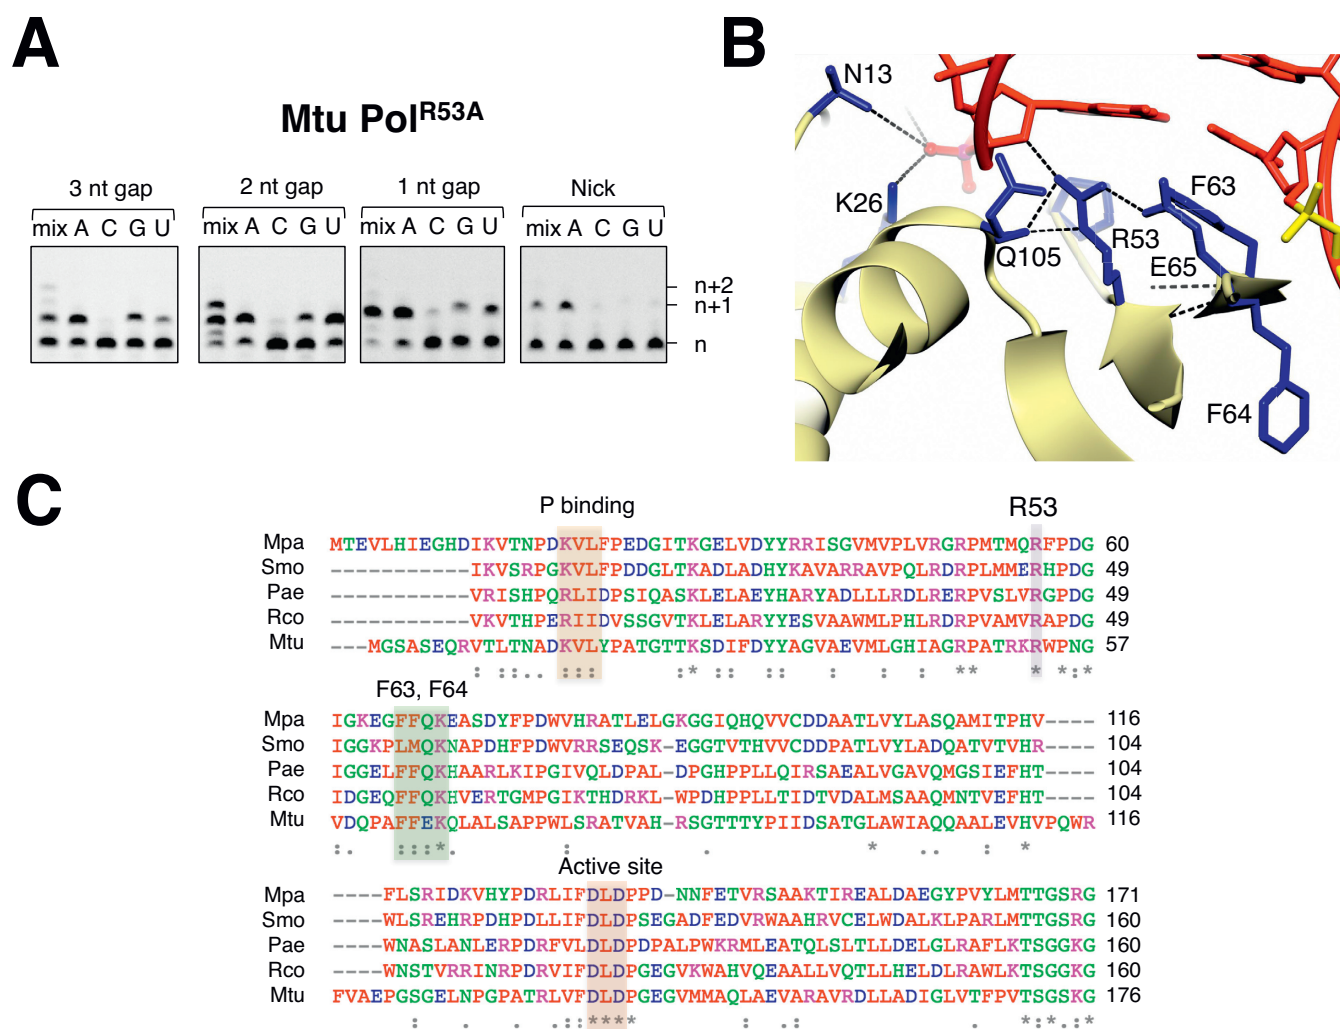 A
B
Mtu PolR53A
3 nt gap
2 nt gap
1 nt gap
Nick
mix A C G U
mix A C G U
mix A C G U
mix A C G U
n+2
n+1
n
N13
K26
Q105
R53
E65
F63
F64
C
P binding
R53
Mpa MTEVLHIEGHDIKVTNPDKVLFPEDGITKGELVDYYRRISGVMVPLVRGRPMTMQRFPDG 60
Smo -----------IKVSRPGKVLFPDDGLTKADLADHYKAVARRAVPQLRDRPLMMERHPDG 49
Pae -----------VRISHPQRLIDPSIQASKLELAEYHARYADLLLRDLRERPVSLVRGPDG 49
Rco -----------VKVTHPERIIDVSSGVTKLELARYYESVAAWMLPHLRDRPVAMVRAPDG 49
Mtu ---MGSASEQRVTLTNADKVLYPATGTTKSDIFDYYAGVAEVMLGHIAGRPATRKRWPNG 57
: ::.. ::: :* :: :: : : ** * *:*
F63, F64
Mpa IGKEGFFQKEASDYFPDWVHRATLELGKGGIQHQVVCDDAATLVYLASQAMITPHV---- 116
Smo IGGKPLMQKNAPDHFPDWVRRSEQSK-EGGTVTHVVCDDPATLVYLADQATVTVHR---- 104
Pae IGGELFFQKHAARLKIPGIVQLDPAL-DPGHPPLLQIRSAEALVGAVQMGSIEFHT---- 104
Rco IDGEQFFQKHVERTGMPGIKTHDRKL-WPDHPPLLTIDTVDALMSAAQMNTVEFHT---- 104
Mtu VDQPAFFEKQLALSAPPWLSRATVAH-RSGTTTYPIIDSATGLAWIAQQAALEVHVPQWR 116
:. :::*. : . * .. : *
Active site
Mpa ----FLSRIDKVHYPDRLIFDLDPPD-NNFETVRSAAKTIREALDAEGYPVYLMTTGSRG 171
Smo ----WLSREHRPDHPDLLIFDLDPSEGADFEDVRWAAHRVCELWDALKLPARLMTTGSRG 160
Pae ----WNASLANLERPDRFVLDLDPDPALPWKRMLEATQLSLTLLDELGLRAFLKTSGGKG 160
Rco ----WNSTVRRINRPDRVIFDLDPGEGVKWAHVQEAALLVQTLLHELDLRAWLKTSGGKG 160
Mtu FVAEPGSGELNPGPATRLVFDLDPGEGVMMAQLAEVARAVRDLLADIGLVTFPVTSGSKG 176
: . . .::**** : .: . *:*.:*